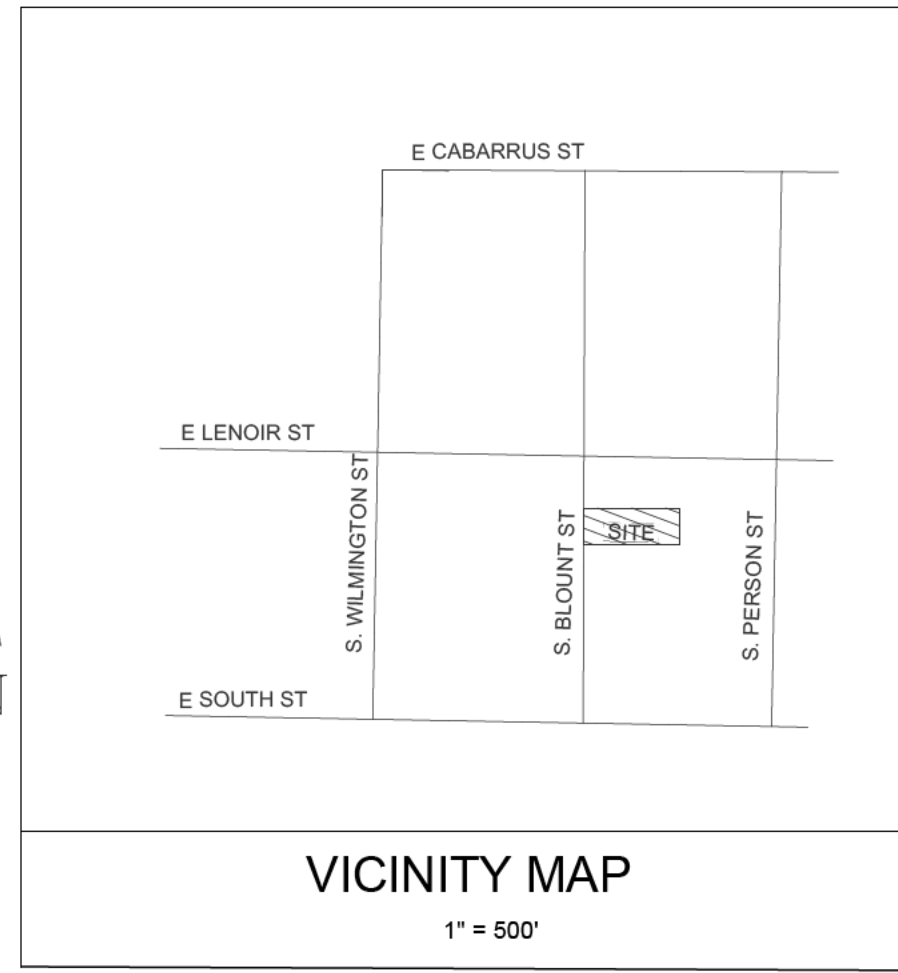 E CABARRUS ST
E LENOIR ST
S. WILMINGTON ST
S. BLOUNT ST
SITE
S. PERSON ST
E SOUTH ST
VICINITY MAP
1" = 500'